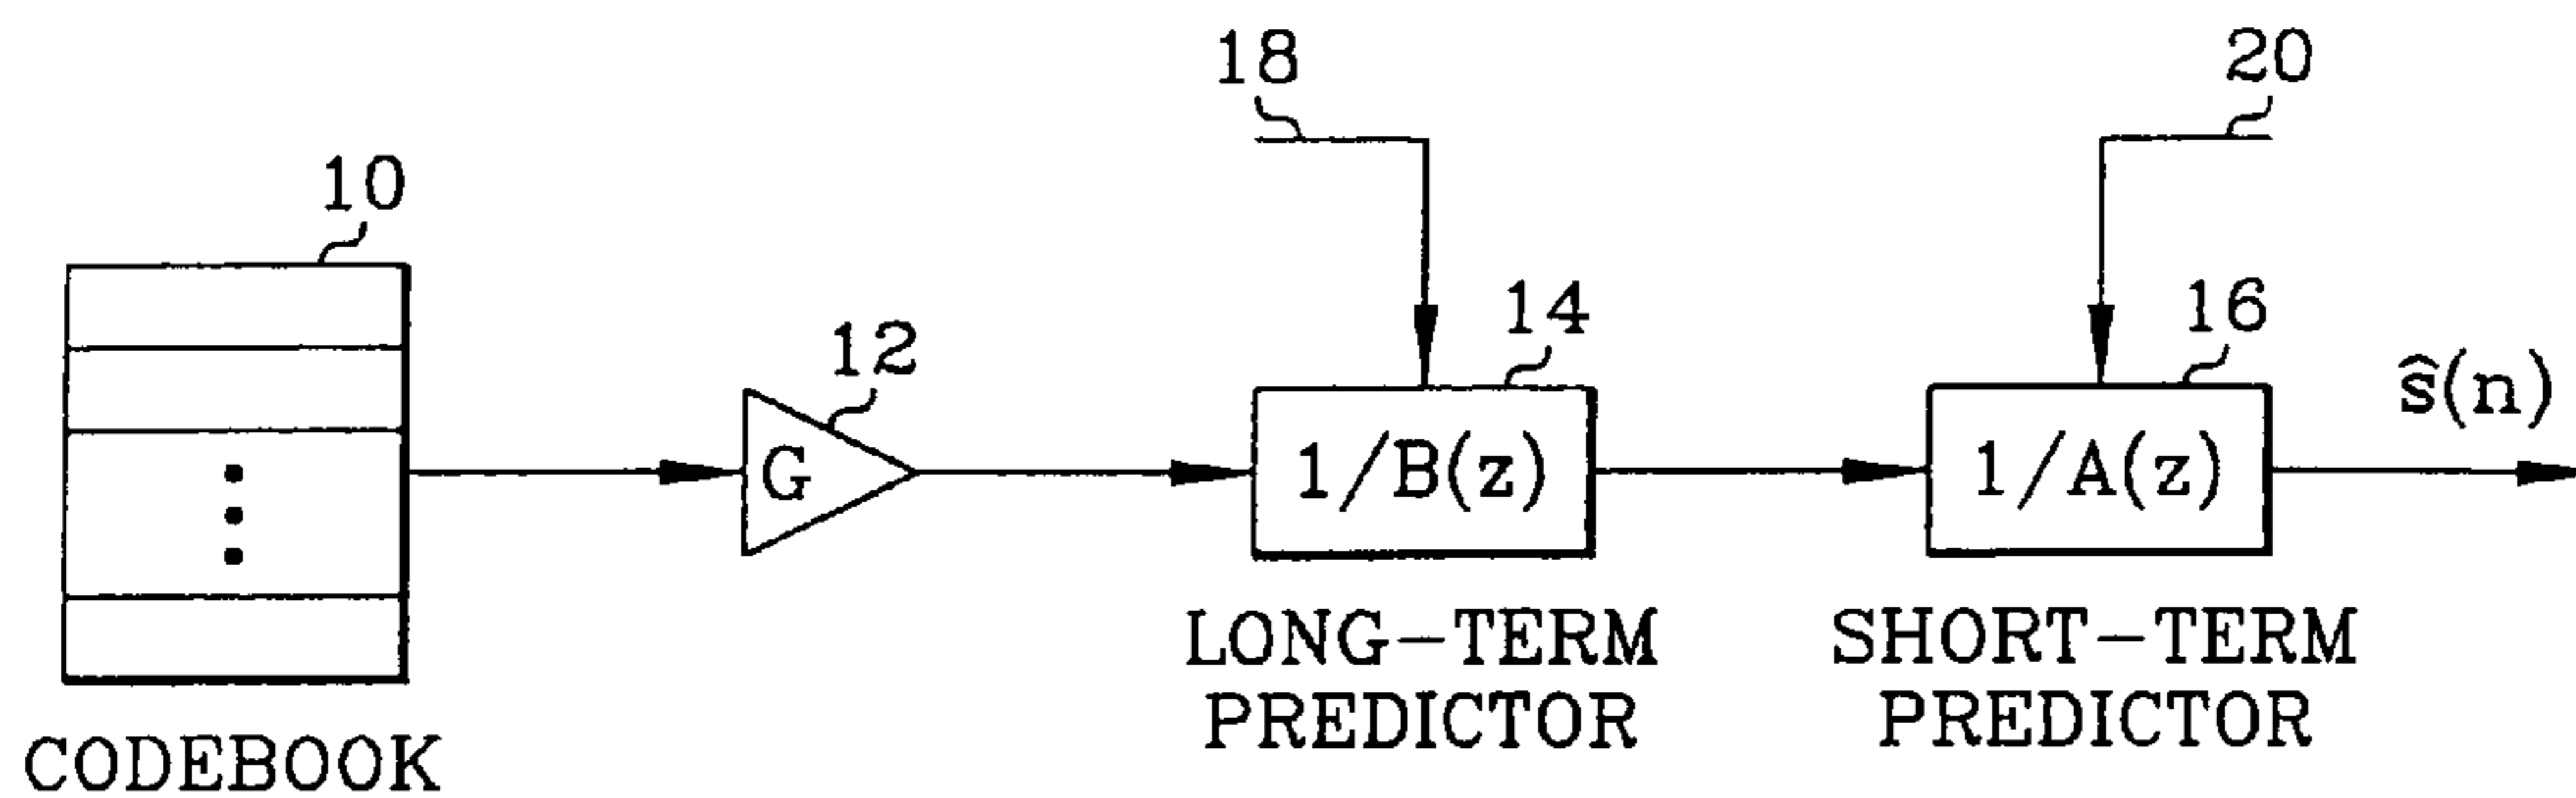 18
20
10
12
14
16
ŝ(n)
G
1/B(z)
1/A(z)
LONG-TERM
PREDICTOR
SHORT-TERM
PREDICTOR
CODEBOOK